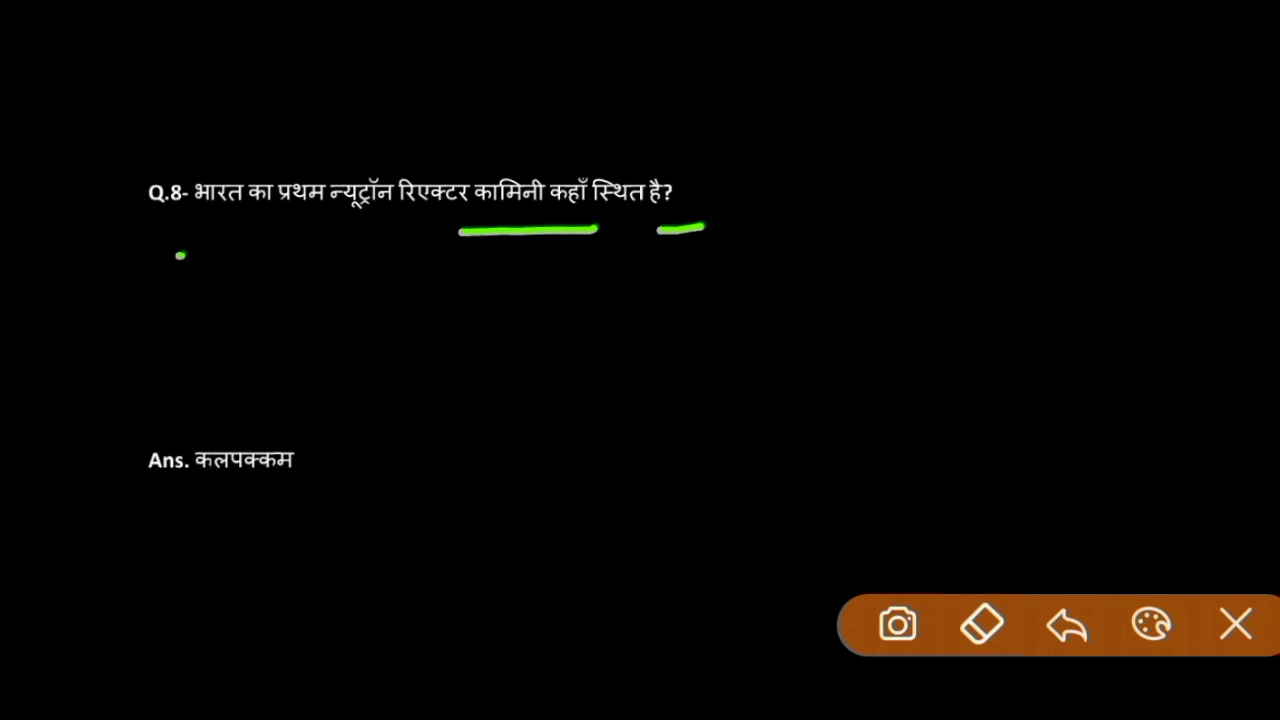 Q.8- भारत का प्रथम न्यूट्रॉन रिएक्टर कामिनी कहाँ स्थित है?
Ans. कलपक्कम